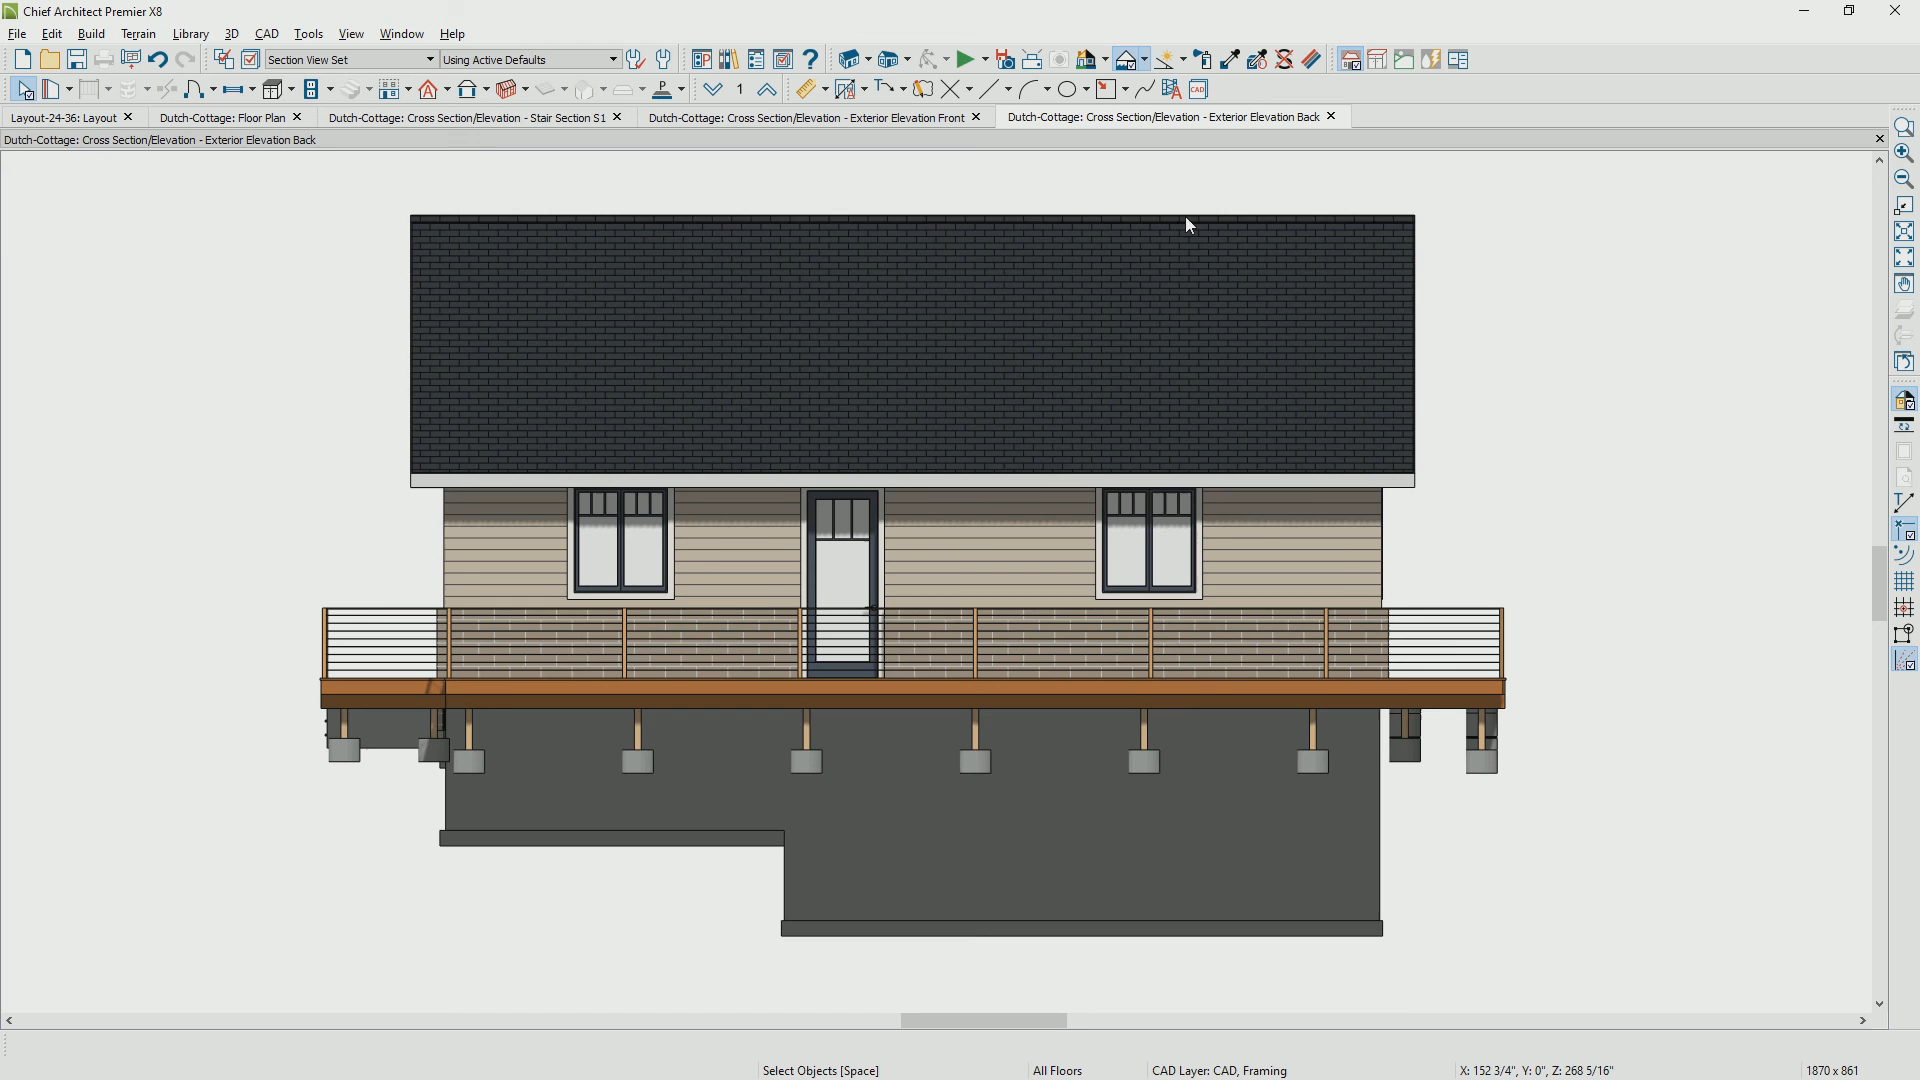 Chief Architect Premier X8
File Edit Build Terrain Library 3D CAD Tools View Window Help
Section View Set Using Active Defaults
1 CAD
Layout-24-36: Layout Dutch-Cottage: Floor Plan Dutch-Cottage: Cross Section/Elevation - Stair Section S1 Dutch-Cottage: Cross Section/Elevation - Exterior Elevation Front Dutch-Cottage: Cross Section/Elevation - Exterior Elevation Back
Dutch-Cottage: Cross Section/Elevation - Exterior Elevation Back
Select Objects [Space] All Floors CAD Layer: CAD, Framing X: 152 3/4", Y: 0", Z: 268 5/16" 1870 x 861